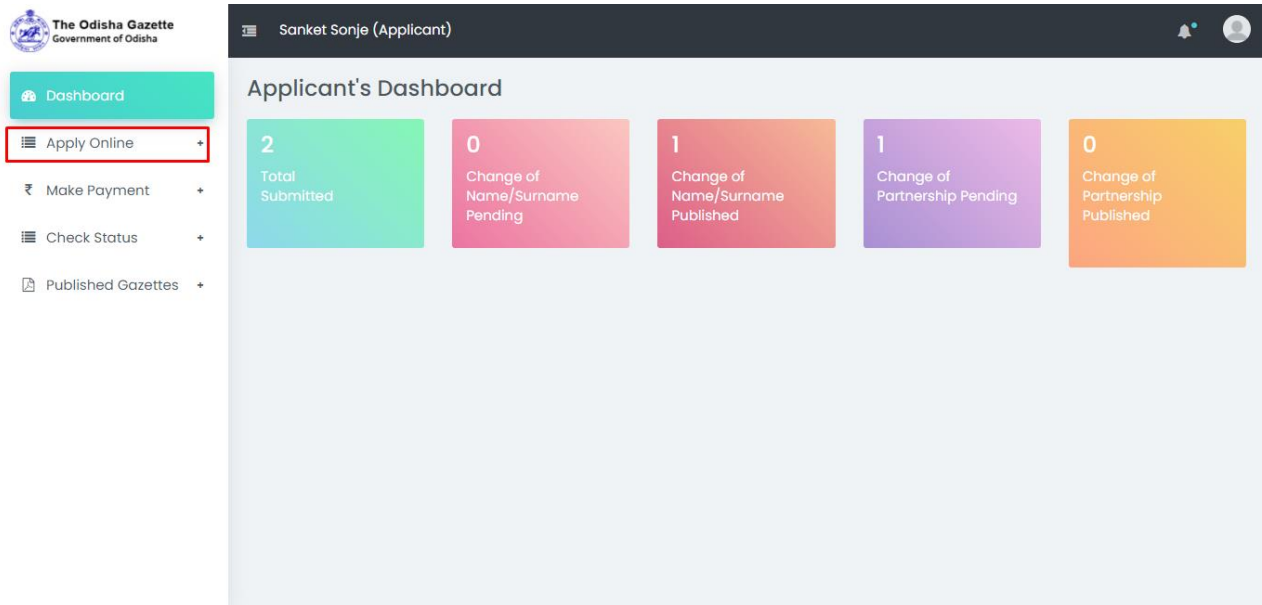 The Odisha Gazette
Government of Odisha
Sanket Sonje (Applicant)
Dashboard
Apply Online +
₹ Make Payment +
Check Status +
Published Gazettes +
Applicant's Dashboard
2
Total
Submitted
0
Change of
Name/Surname
Pending
1
Change of
Name/Surname
Published
1
Change of
Partnership Pending
0
Change of
Partnership
Published